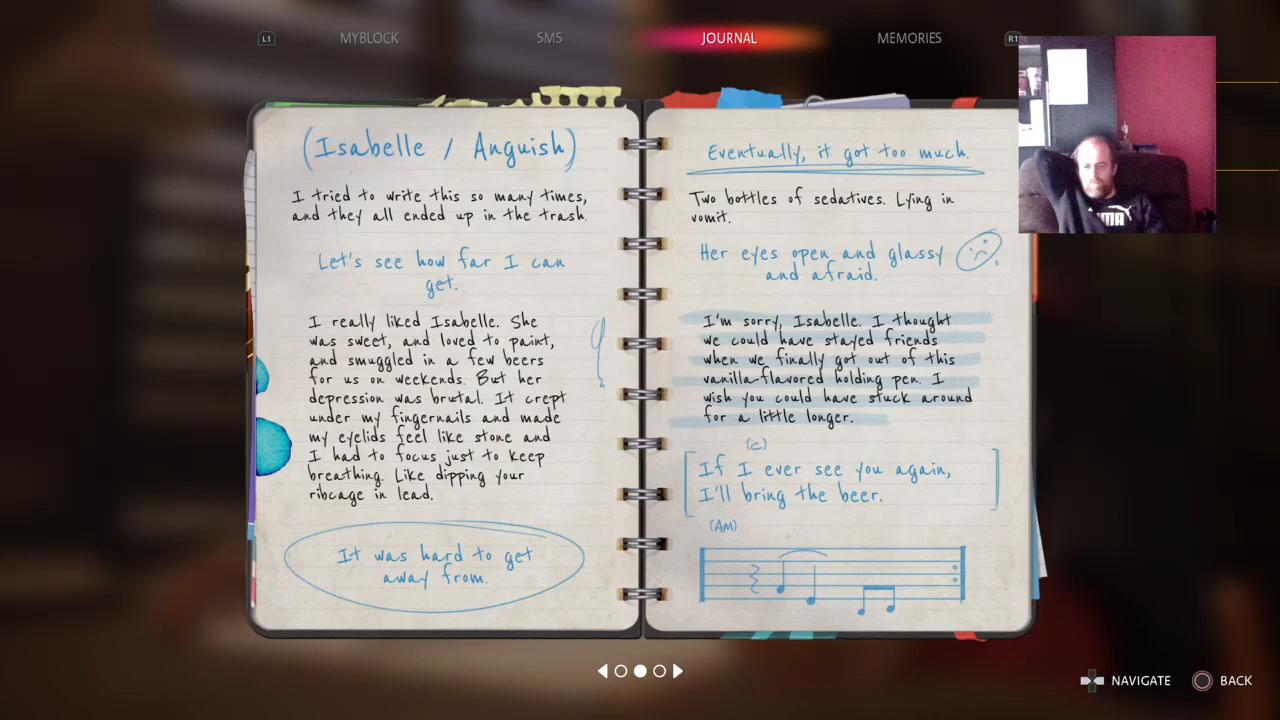 L1
MYBLOCK
SMS
JOURNAL
MEMORIES
R1
(Isabelle / Anguish)
I tried to write this so many times,
and they all ended up in the trash.
Let's see how far I can
get.
I really liked Isabelle. She
was sweet, and loved to paint,
and smuggled in a few beers
for us on weekends. But her
depression was brutal. It crept
under my fingernails and made
my eyelids feel like stone and
I had to focus just to keep
breathing. Like dipping your
ribcage in lead.
It was hard to get
away from.
Eventually, it got too much.
Two bottles of sedatives. Lying in
vomit.
Her eyes open and glassy
and afraid.
I'm sorry, Isabelle. I thought
we could have stayed friends
when we finally got out of this
vanilla-flavored holding pen. I
wish you could have stuck around
for a little longer.
(C)
[If I ever see you again,
I'll bring the beer.]
(Am)
UMA
NAVIGATE
BACK